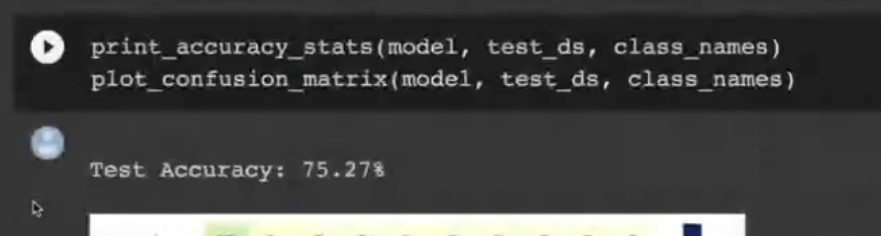 print_accuracy_stats(model, test_ds, class_names)
plot_confusion_matrix(model, test_ds, class_names)
Test Accuracy: 75.27%